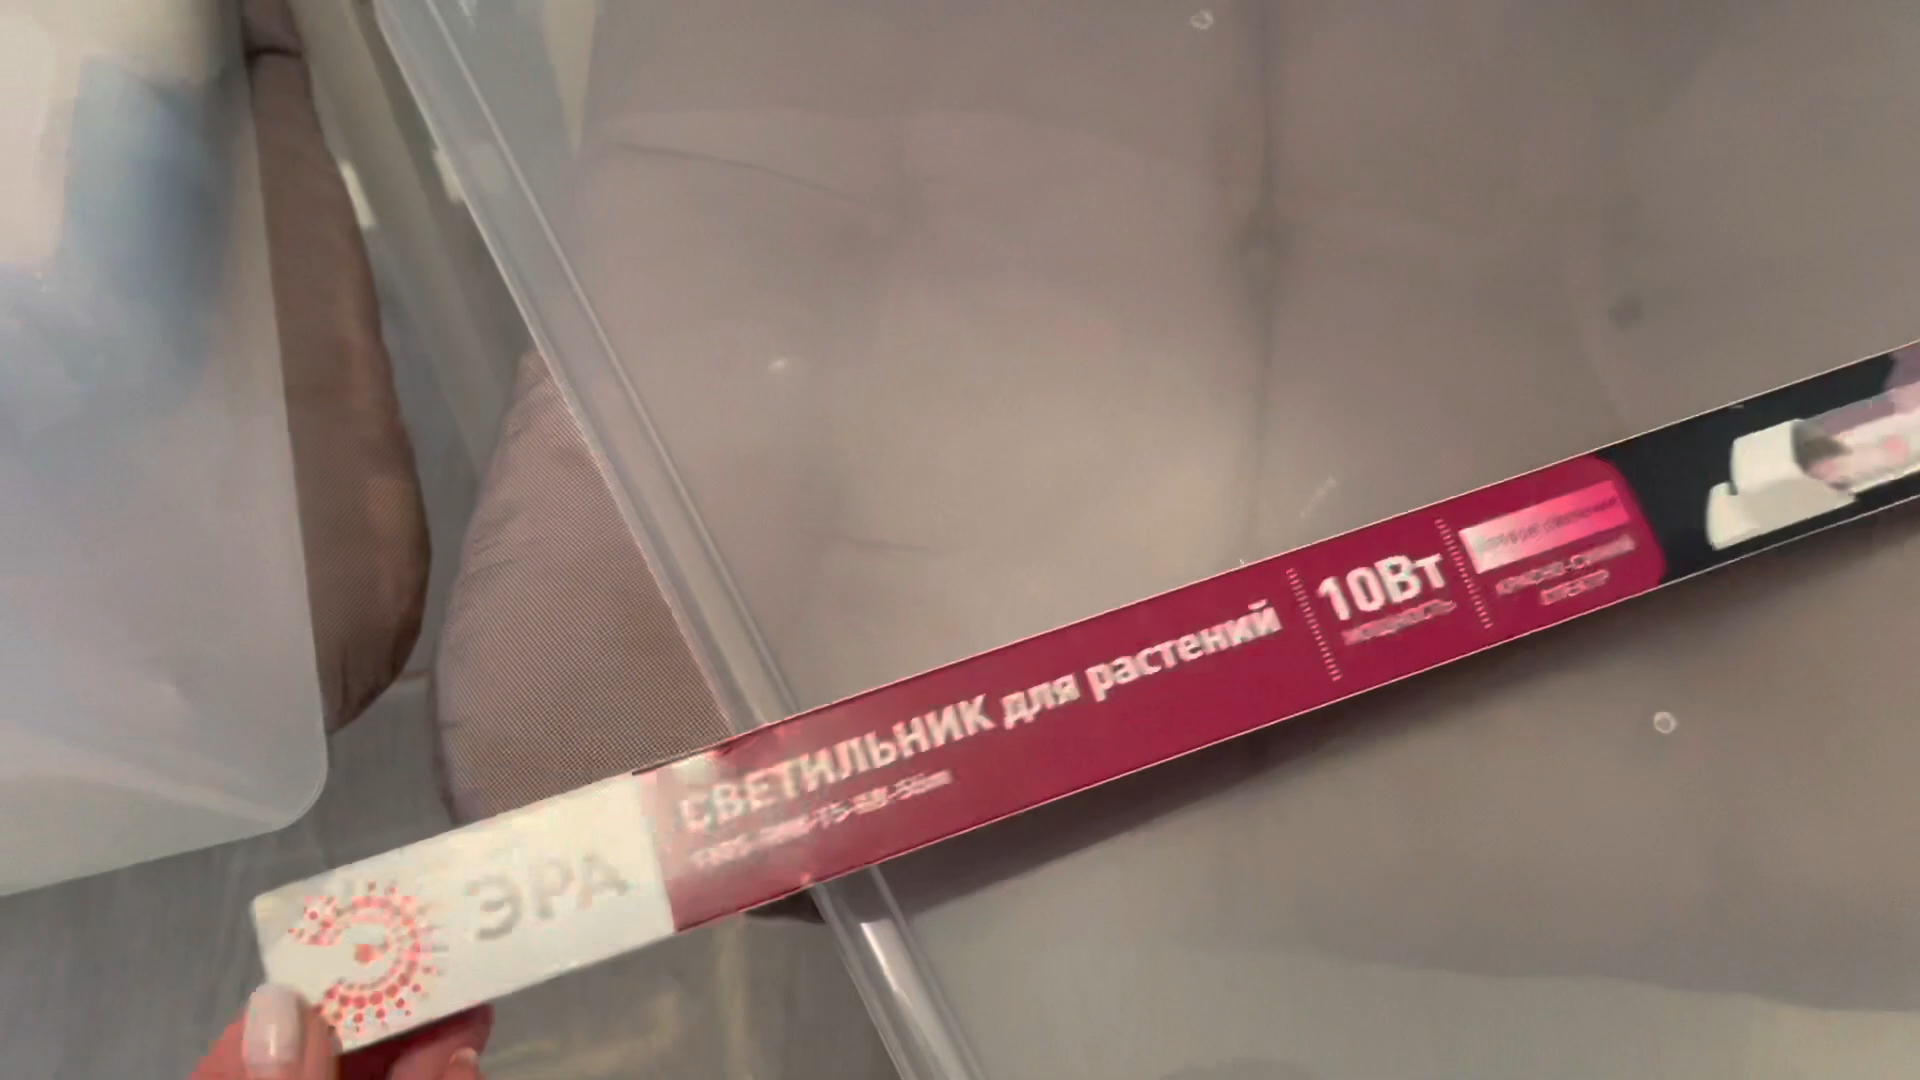 ЭРА
СВЕТИЛЬНИК для растений
10Вт
МОЩНОСТЬ
КРАСНО-СИНИЙ
СПЕКТР